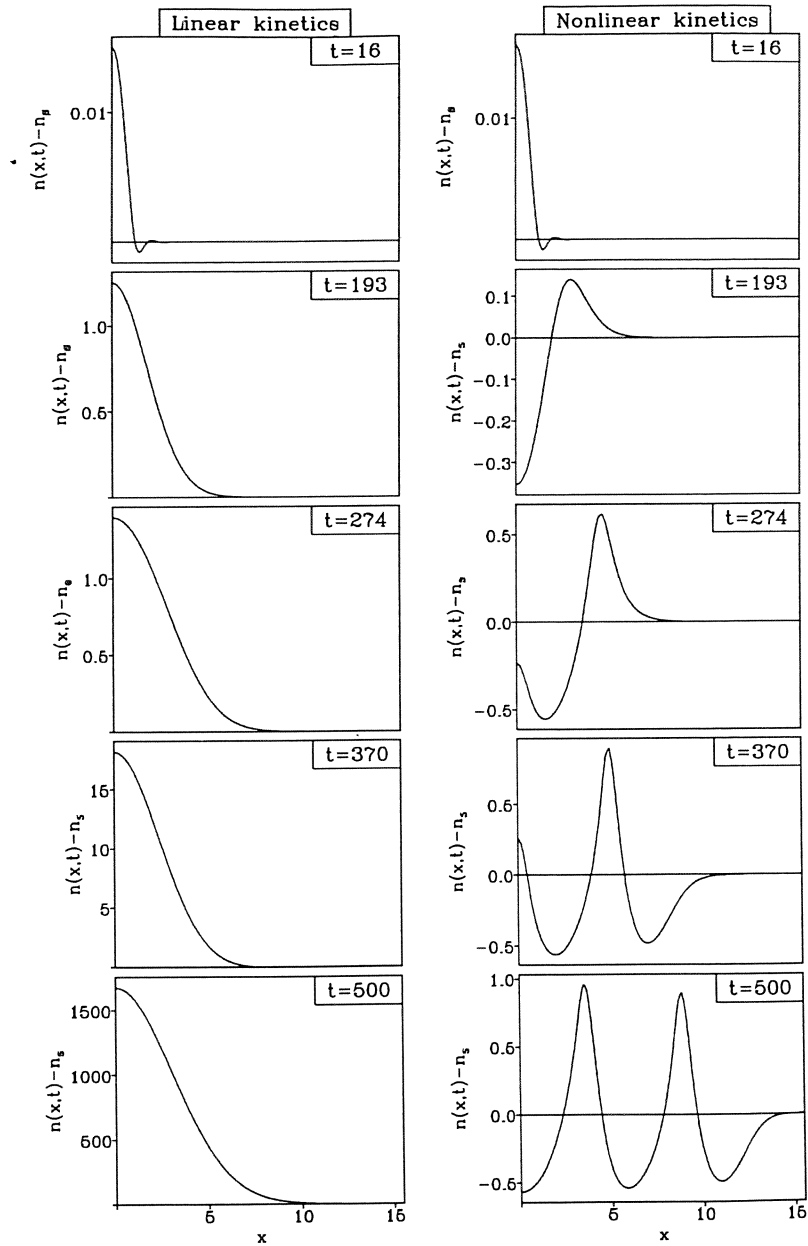 Linear kinetics
t=16
0.01
n(x,t)−n_s
t=193
1.0
0.5
n(x,t)−n_s
t=274
1.0
0.5
n(x,t)−n_s
t=370
15
10
5
n(x,t)−n_s
t=500
1500
1000
500
n(x,t)−n_s
5
10
15
x
Nonlinear kinetics
t=16
0.01
n(x,t)−n_s
t=193
0.1
0.0
−0.1
−0.2
−0.3
n(x,t)−n_s
t=274
0.5
0.0
−0.5
n(x,t)−n_s
t=370
0.5
0.0
−0.5
n(x,t)−n_s
t=500
1.0
0.5
0.0
−0.5
n(x,t)−n_s
5
10
15
x